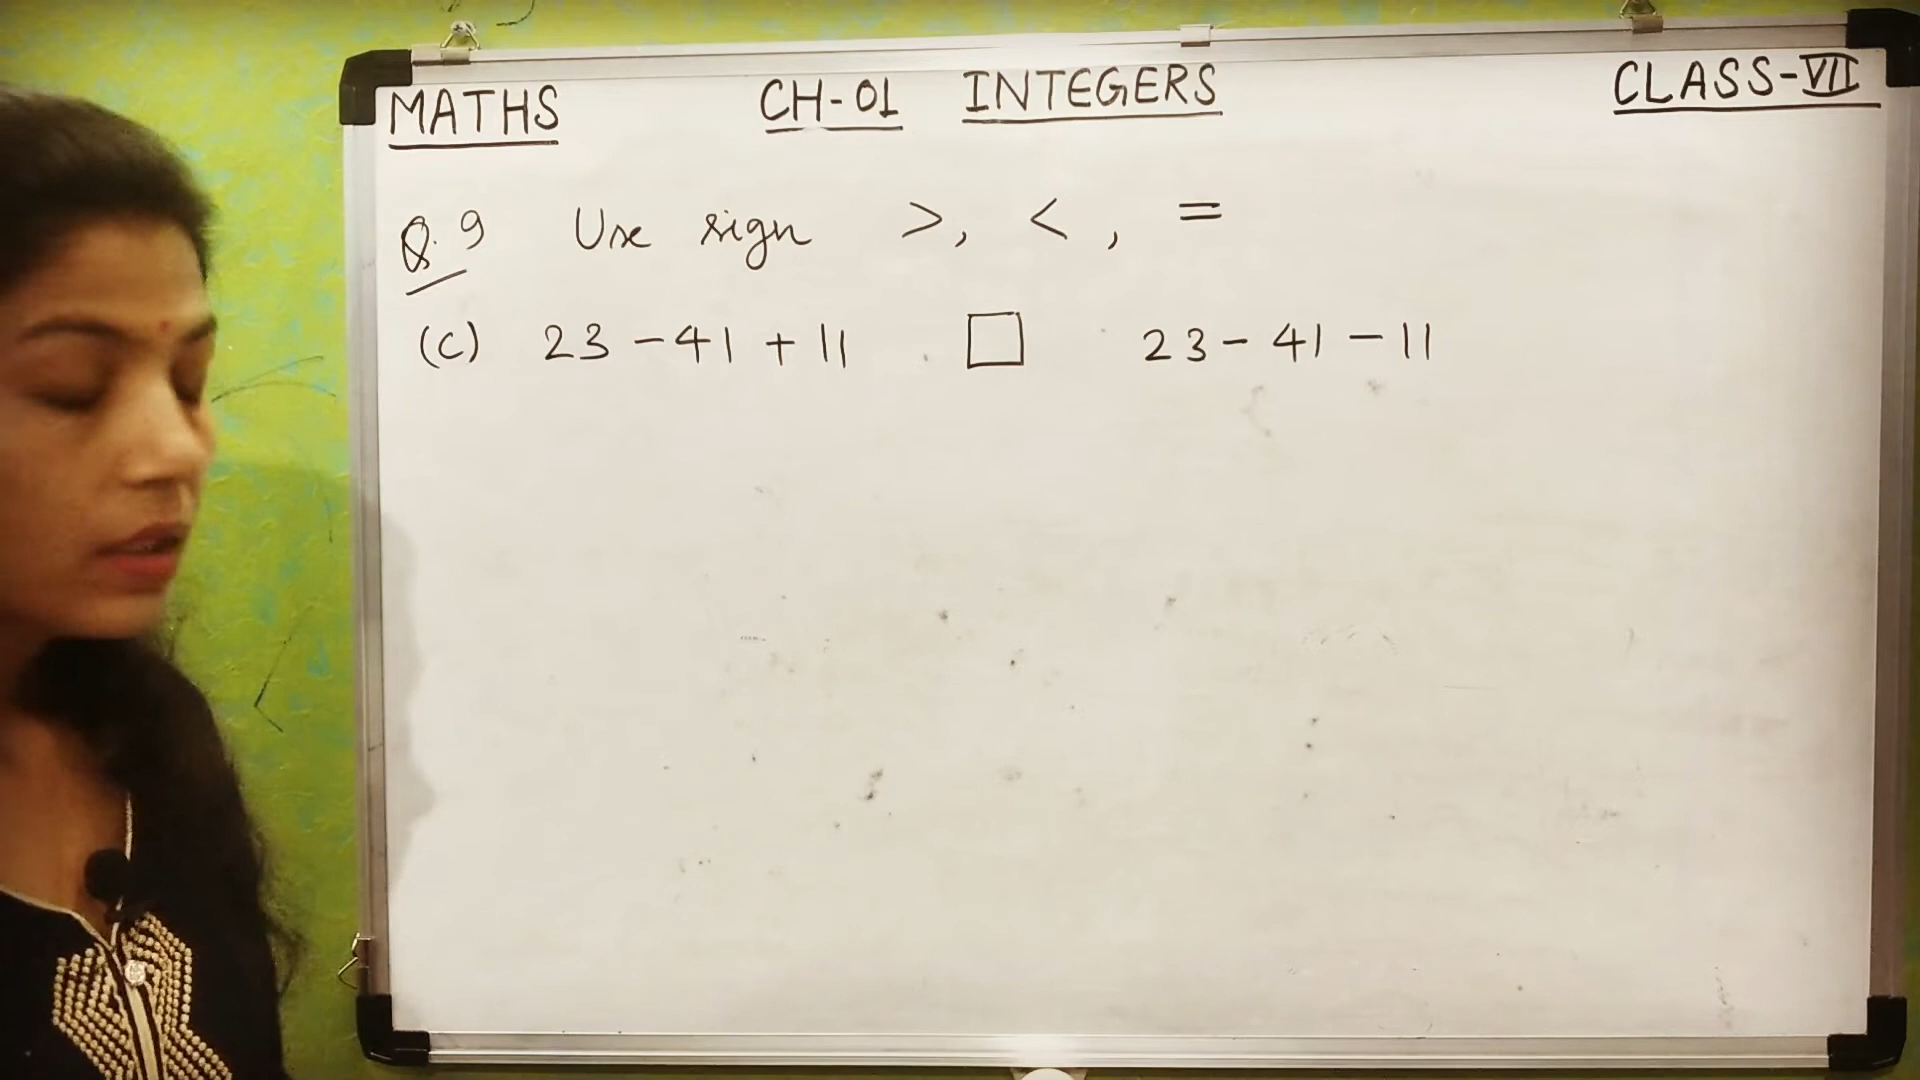 MATHS CH-01 INTEGERS CLASS-VII
Q.9 Use sign >, <, =
(C) 23 - 41 + 11 □ 23 - 41 - 11